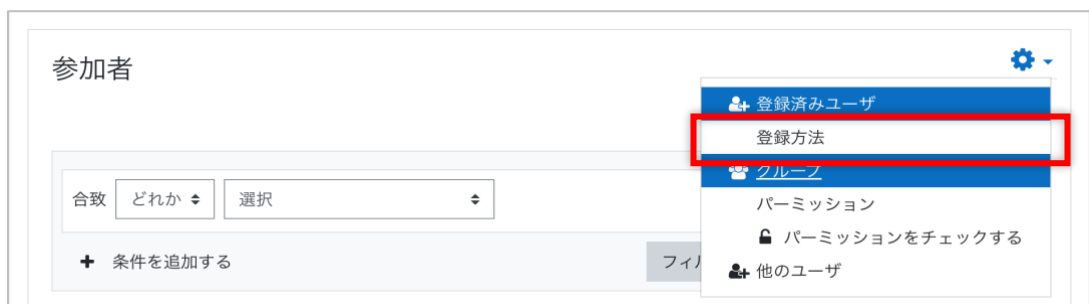 参加者
登録済みユーザ
登録方法
グループ
合致 どれか 選択
パーミッション
パーミッションをチェックする
条件を追加する
他のユーザ